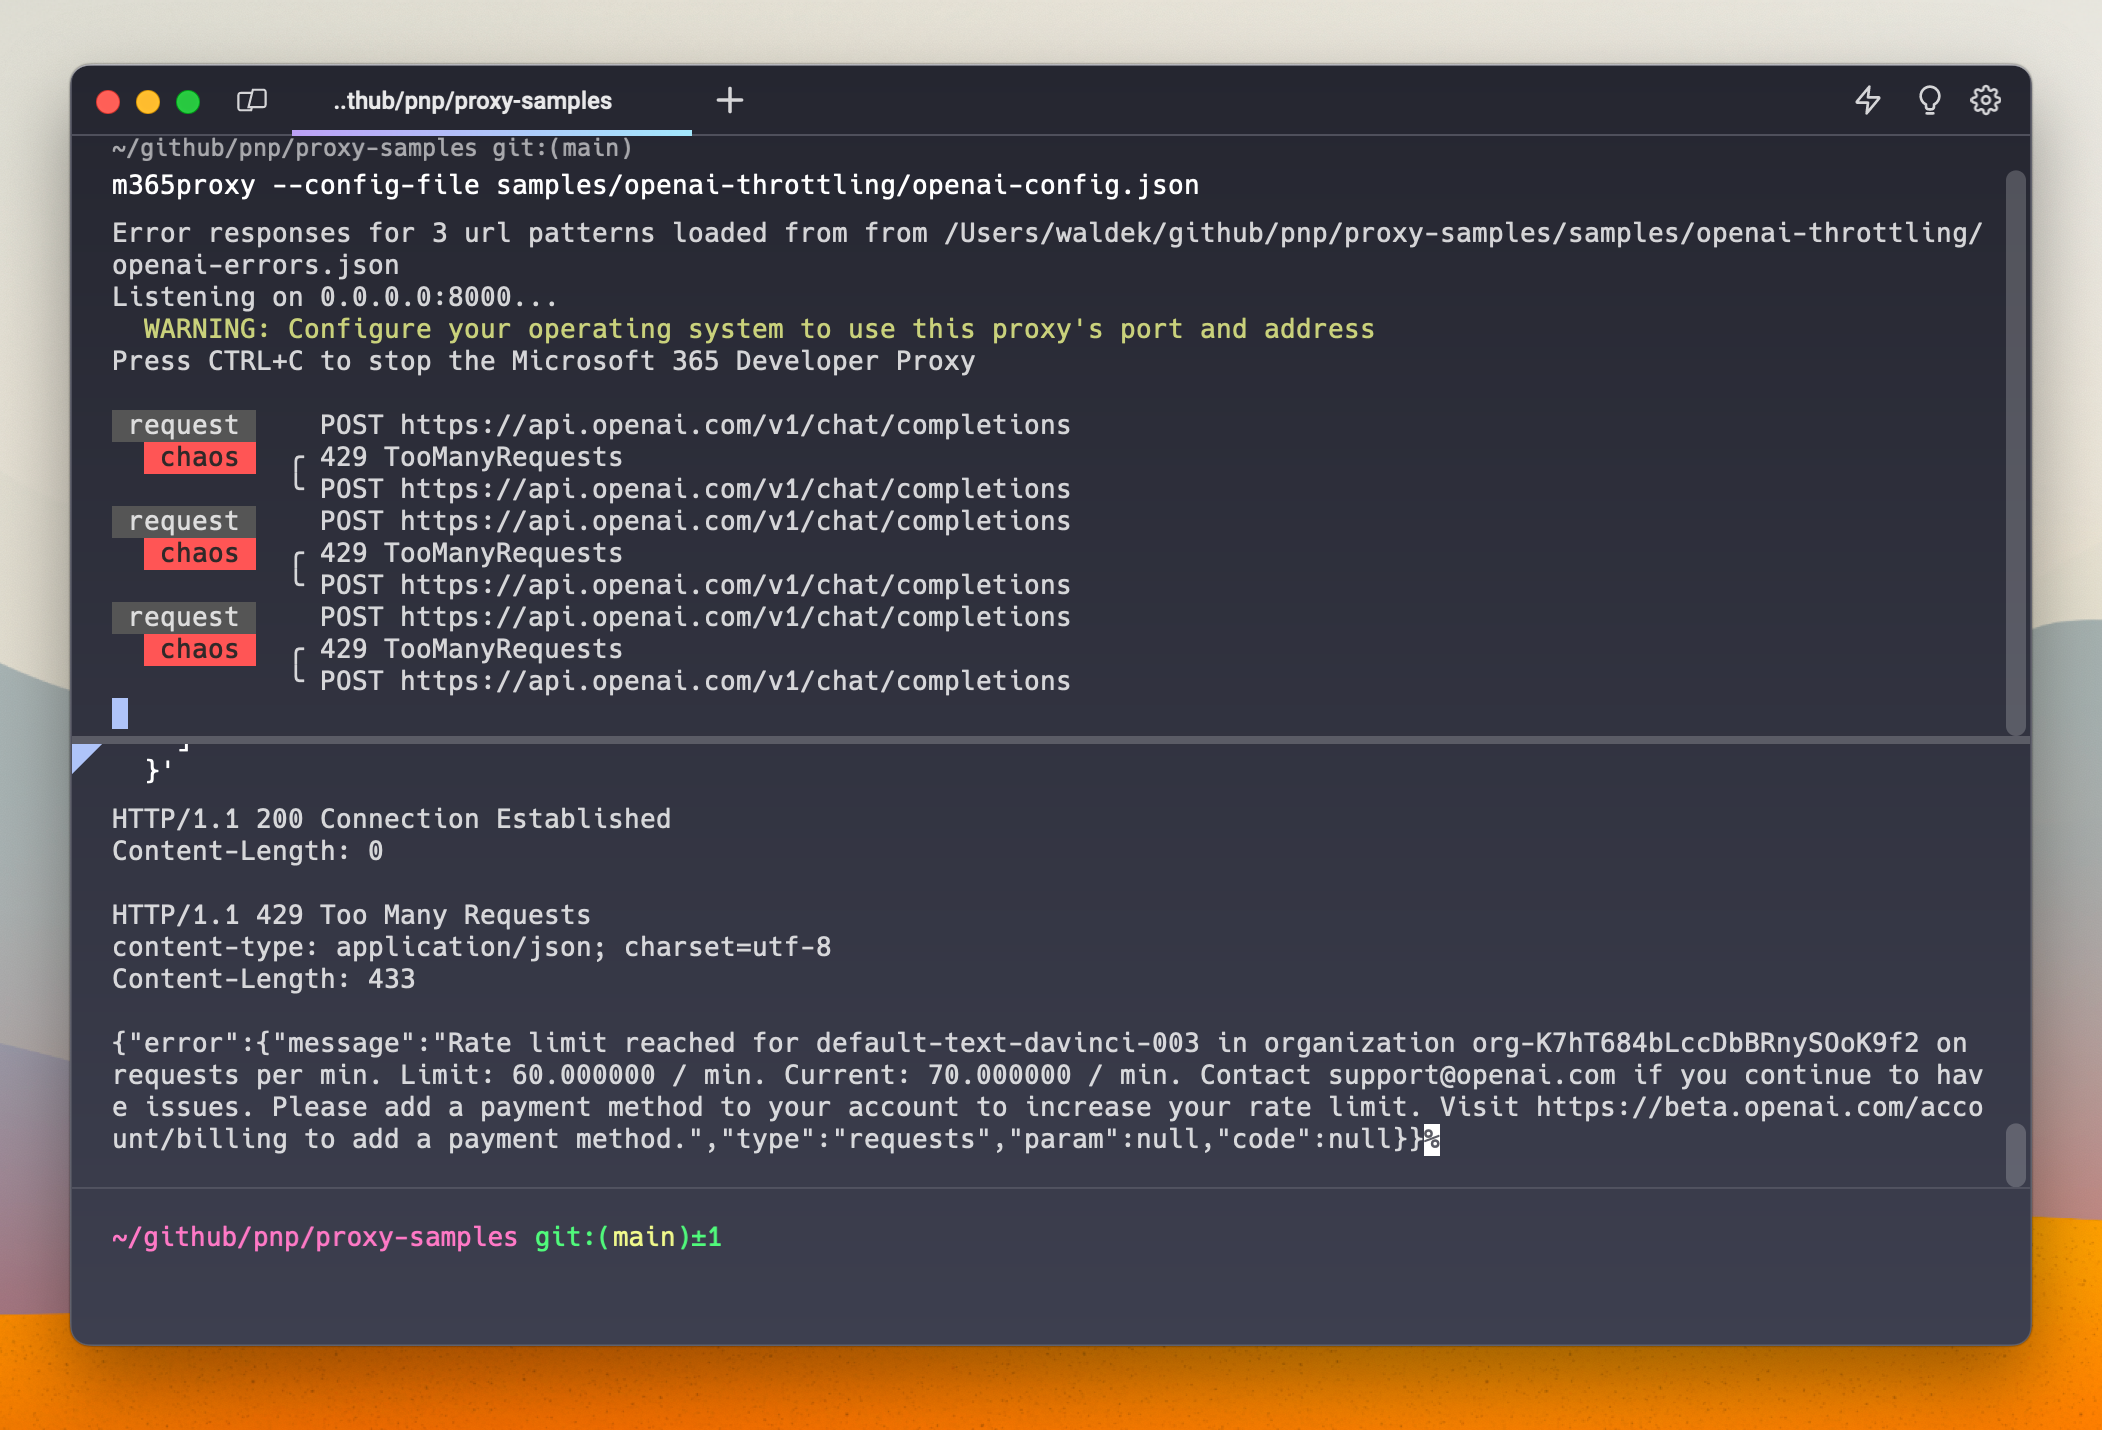 ..thub/pnp/proxy-samples
~/github/pnp/proxy-samples git:(main)
m365proxy --config-file samples/openai-throttling/openai-config.json
Error responses for 3 url patterns loaded from from /Users/waldek/github/pnp/proxy-samples/samples/openai-throttling/
openai-errors.json
Listening on 0.0.0.0:8000...
WARNING: Configure your operating system to use this proxy's port and address
Press CTRL+C to stop the Microsoft 365 Developer Proxy
request POST https://api.openai.com/v1/chat/completions
chaos ╭ 429 TooManyRequests
╰ POST https://api.openai.com/v1/chat/completions
request POST https://api.openai.com/v1/chat/completions
chaos ╭ 429 TooManyRequests
╰ POST https://api.openai.com/v1/chat/completions
request POST https://api.openai.com/v1/chat/completions
chaos ╭ 429 TooManyRequests
╰ POST https://api.openai.com/v1/chat/completions
]
}'
HTTP/1.1 200 Connection Established
Content-Length: 0
HTTP/1.1 429 Too Many Requests
content-type: application/json; charset=utf-8
Content-Length: 433
{"error":{"message":"Rate limit reached for default-text-davinci-003 in organization org-K7hT684bLccDbBRnySOoK9f2 on
requests per min. Limit: 60.000000 / min. Current: 70.000000 / min. Contact support@openai.com if you continue to hav
e issues. Please add a payment method to your account to increase your rate limit. Visit https://beta.openai.com/acco
unt/billing to add a payment method.","type":"requests","param":null,"code":null}}%
~/github/pnp/proxy-samples git:(main)±1